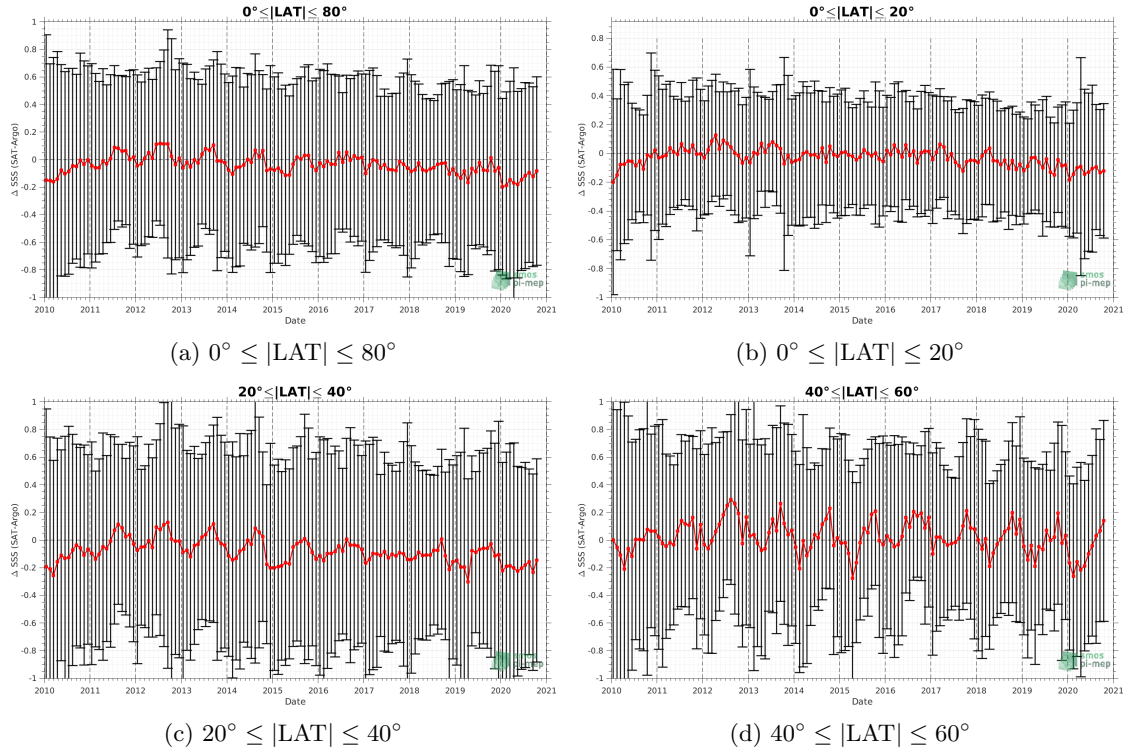 0°≤|LAT|≤ 80°
1
0.8
0.6
0.4
0.2
0
-0.2
-0.4
-0.6
-0.8
-1
Δ SSS (SAT-Argo)
2010 2011 2012 2013 2014 2015 2016 2017 2018 2019 2020 2021
Date
smos
pi-mep
(a) 0° ≤ |LAT| ≤ 80°
0°≤|LAT|≤ 20°
0.8
0.6
0.4
0.2
0
-0.2
-0.4
-0.6
-0.8
-1
Δ SSS (SAT-Argo)
2010 2011 2012 2013 2014 2015 2016 2017 2018 2019 2020 2021
Date
smos
pi-mep
(b) 0° ≤ |LAT| ≤ 20°
20°≤|LAT|≤ 40°
1
0.8
0.6
0.4
0.2
0
-0.2
-0.4
-0.6
-0.8
-1
Δ SSS (SAT-Argo)
2010 2011 2012 2013 2014 2015 2016 2017 2018 2019 2020 2021
Date
smos
pi-mep
(c) 20° ≤ |LAT| ≤ 40°
40°≤|LAT|≤ 60°
1
0.8
0.6
0.4
0.2
0
-0.2
-0.4
-0.6
-0.8
-1
Δ SSS (SAT-Argo)
2010 2011 2012 2013 2014 2015 2016 2017 2018 2019 2020 2021
Date
smos
pi-mep
(d) 40° ≤ |LAT| ≤ 60°